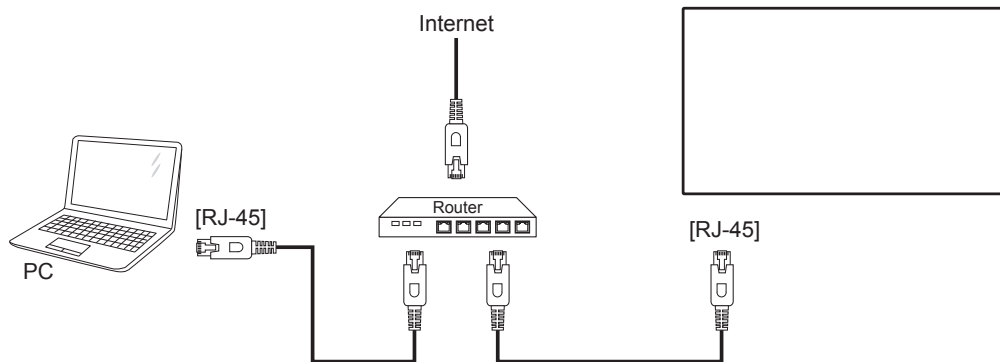 Internet
Router
[RJ-45]
[RJ-45]
PC